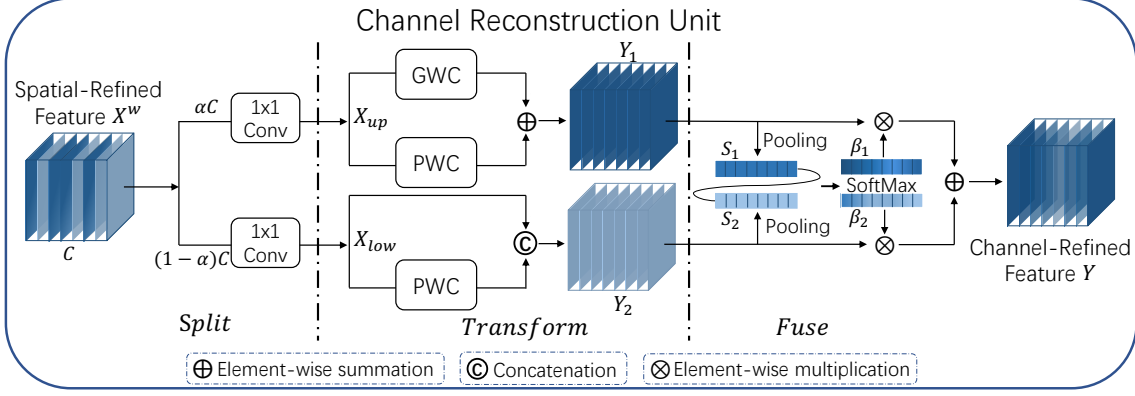 Channel Reconstruction Unit
Spatial-Refined
Feature X^w
C
αC
1x1
Conv
(1 − α)C
1x1
Conv
Split
X_up
GWC
PWC
⊕
Y_1
X_low
PWC
©
Y_2
Transform
Pooling
S_1
S_2
Pooling
β_1
SoftMax
β_2
⊗
⊗
⊕
Fuse
Channel-Refined
Feature Y
⊕ Element-wise summation
© Concatenation
⊗ Element-wise multiplication